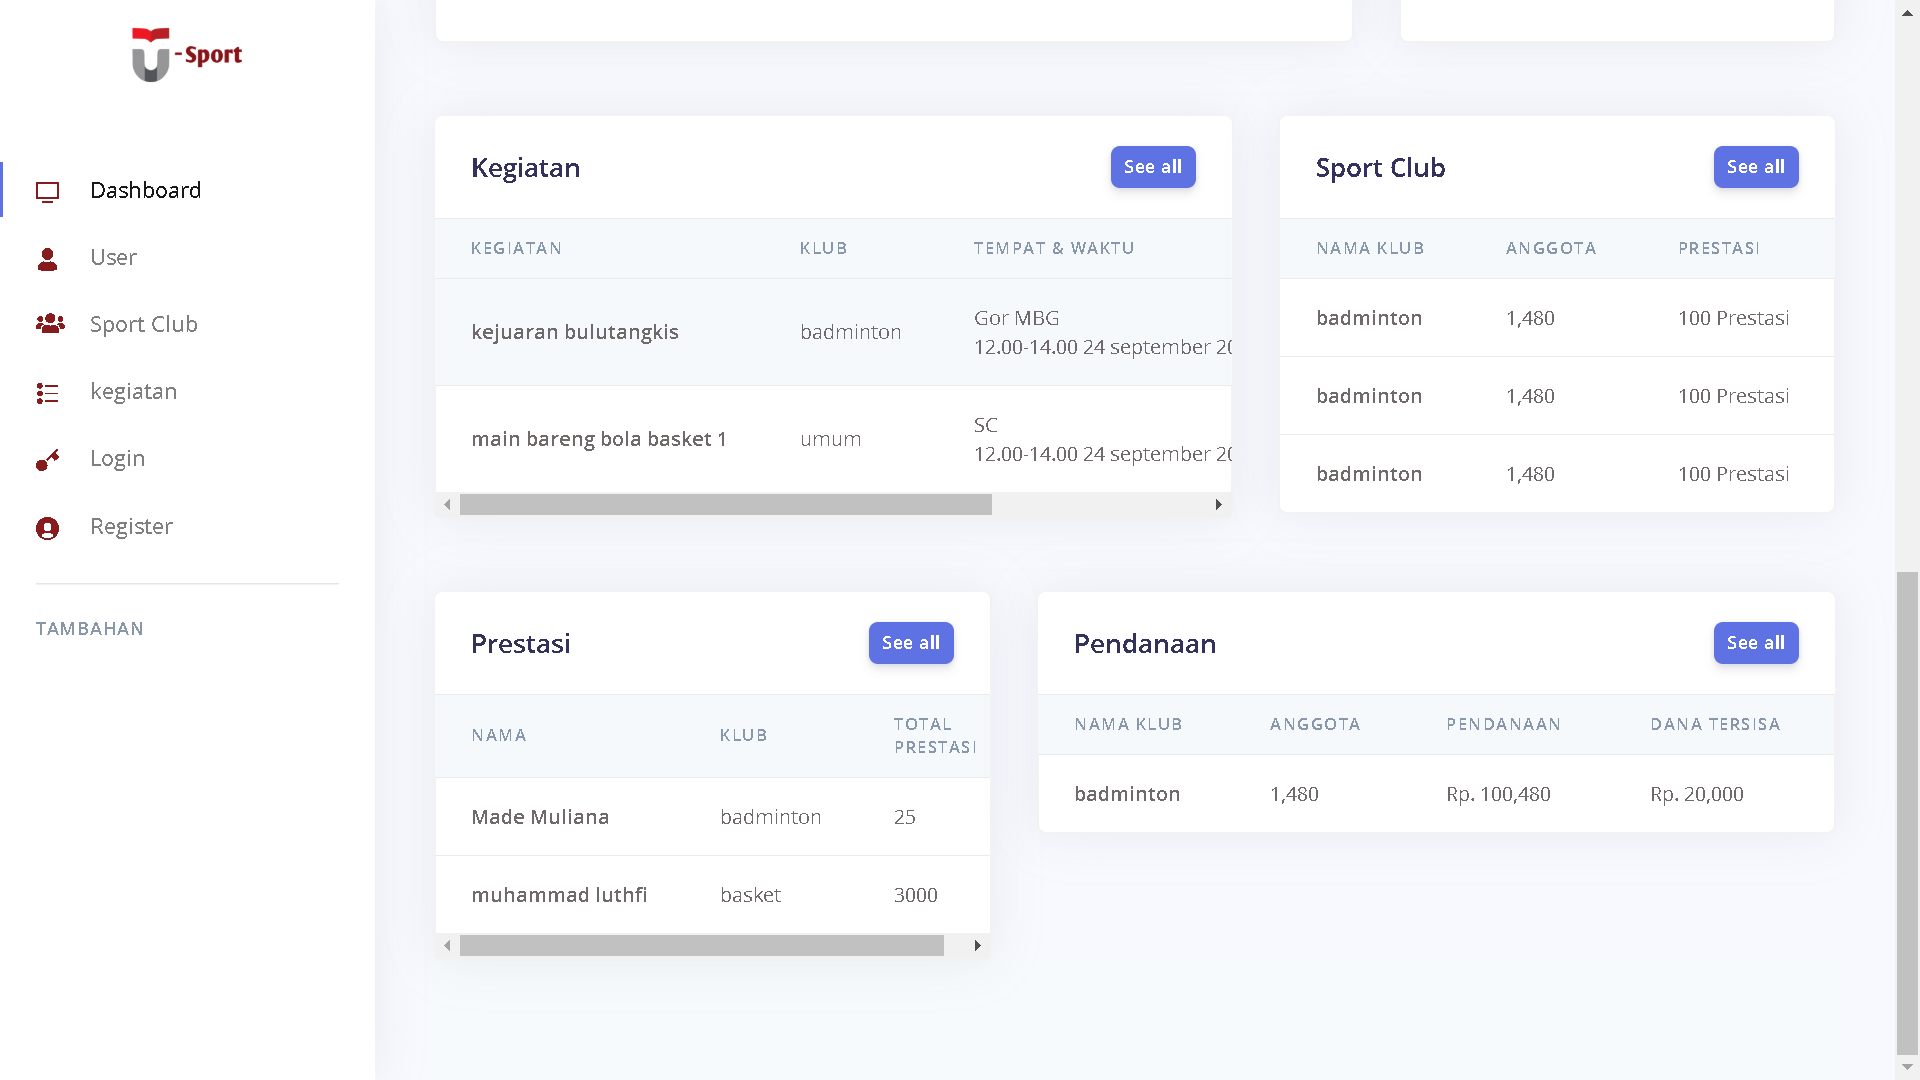 U-Sport
Dashboard
User
Sport Club
kegiatan
Login
Register
TAMBAHAN
Kegiatan
See all
KEGIATAN KLUB TEMPAT & WAKTU
kejuaran bulutangkis badminton Gor MBG
12.00-14.00 24 september
main bareng bola basket 1 umum SC
12.00-14.00 24 september
Sport Club
See all
NAMA KLUB ANGGOTA PRESTASI
badminton 1,480 100 Prestasi
badminton 1,480 100 Prestasi
badminton 1,480 100 Prestasi
Prestasi
See all
NAMA KLUB TOTAL
PRESTASI
Made Muliana badminton 25
muhammad luthfi basket 3000
Pendanaan
See all
NAMA KLUB ANGGOTA PENDANAAN DANA TERSISA
badminton 1,480 Rp. 100,480 Rp. 20,000